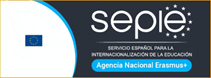 sepie
SERVICIO ESPAÑOL PARA LA
INTERNACIONALIZACIÓN DE LA EDUCACIÓN
Agencia Nacional Erasmus+